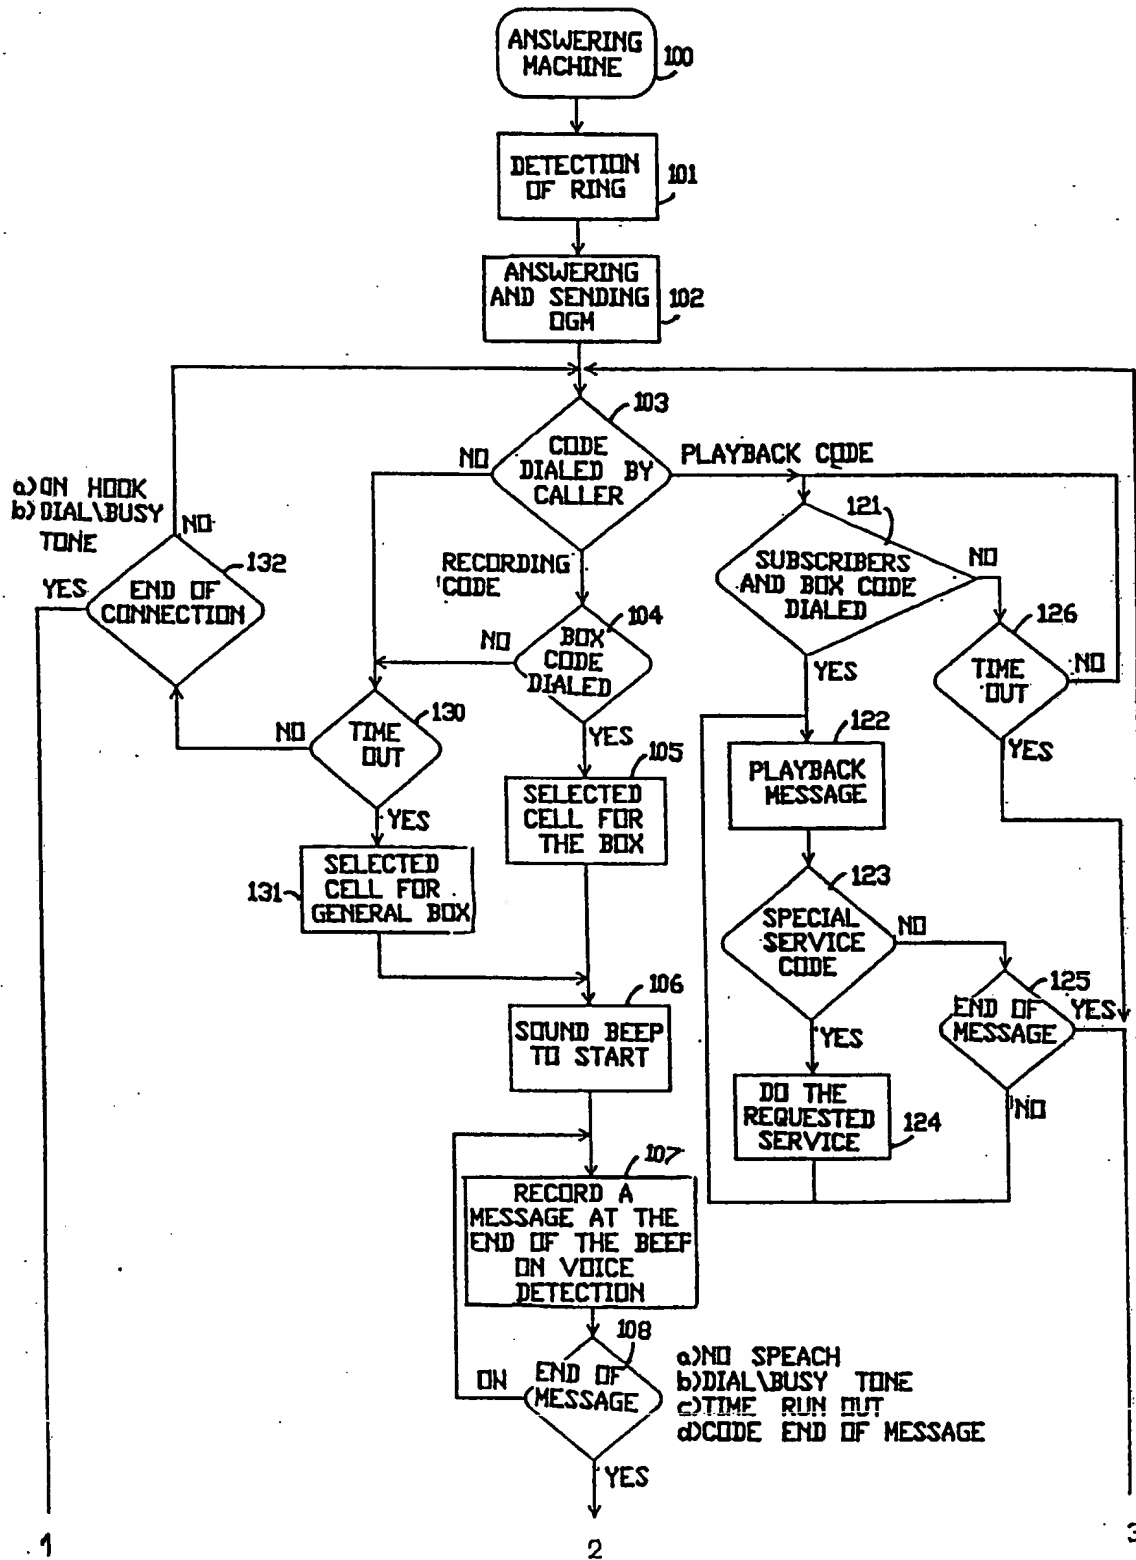 ANSWERING
MACHINE
100
DETECTION
OF RING
101
ANSWERING
AND SENDING
OGM
102
103
CODE
DIALED BY
CALLER
NO
PLAYBACK CODE
a)ON HOOK
b)DIAL\BUSY
TONE
NO
132
YES
END OF
CONNECTION
RECORDING
CODE
121
SUBSCRIBERS
AND BOX CODE
DIALED
NO
104
BOX
CODE
DIALED
NO
126
TIME
OUT
NO
YES
YES
130
TIME
OUT
NO
YES
YES
105
SELECTED
CELL FOR
THE BOX
122
PLAYBACK
MESSAGE
131
SELECTED
CELL FOR
GENERAL BOX
123
SPECIAL
SERVICE
CODE
NO
YES
106
SOUND BEEP
TO START
125
END OF
MESSAGE
YES
NO
DO THE
REQUESTED
SERVICE
124
107
RECORD A
MESSAGE AT THE
END OF THE BEEP
ON VOICE
DETECTION
108
END OF
MESSAGE
ON
a)NO SPEACH
b)DIAL\BUSY TONE
c)TIME RUN OUT
d)CODE END OF MESSAGE
YES
1
2
3